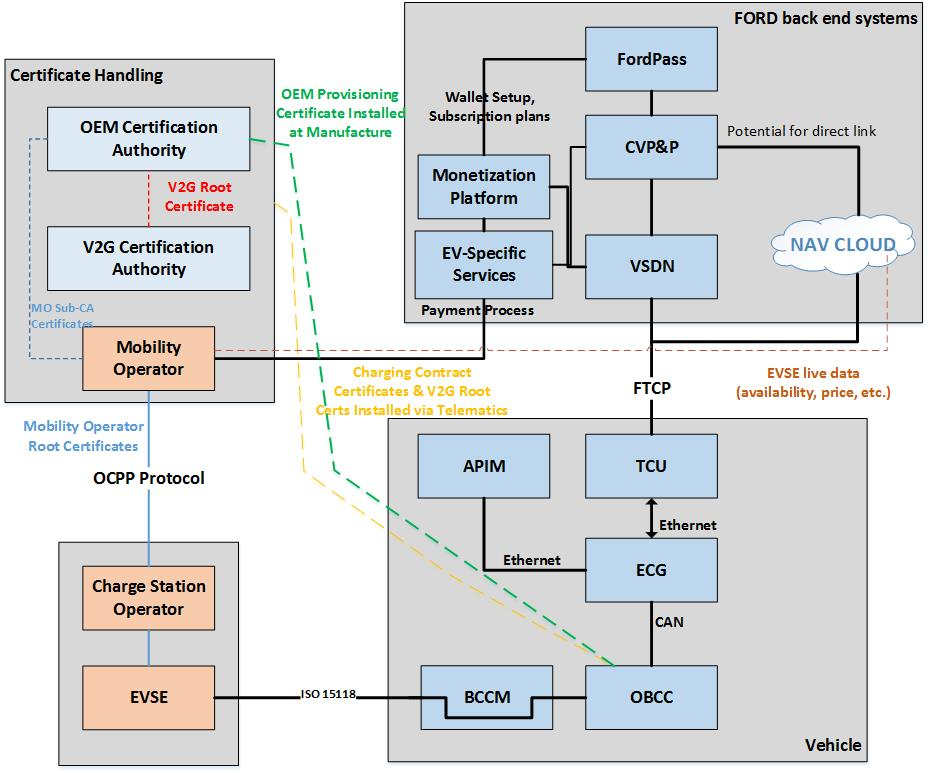 FORD back end systems
FordPass
Wallet Setup,
Subscription plans
CVP&P
Potential for direct link
Monetization
Platform
NAV CLOUD
EV-Specific
Services
VSDN
Payment Process
Certificate Handling
OEM Certification
Authority
OEM Provisioning
Certificate Installed
at Manufacture
V2G Root
Certificate
V2G Certification
Authority
MO Sub-CA
Certificates
Mobility
Operator
Charging Contract
Certificates & V2G Root
Certs Installed via Telematics
FTCP
EVSE live data
(availability, price, etc.)
Mobility Operator
Root Certificates
OCPP Protocol
APIM
TCU
Ethernet
Ethernet
ECG
CAN
Charge Station
Operator
EVSE
ISO 15118
BCCM
OBCC
Vehicle